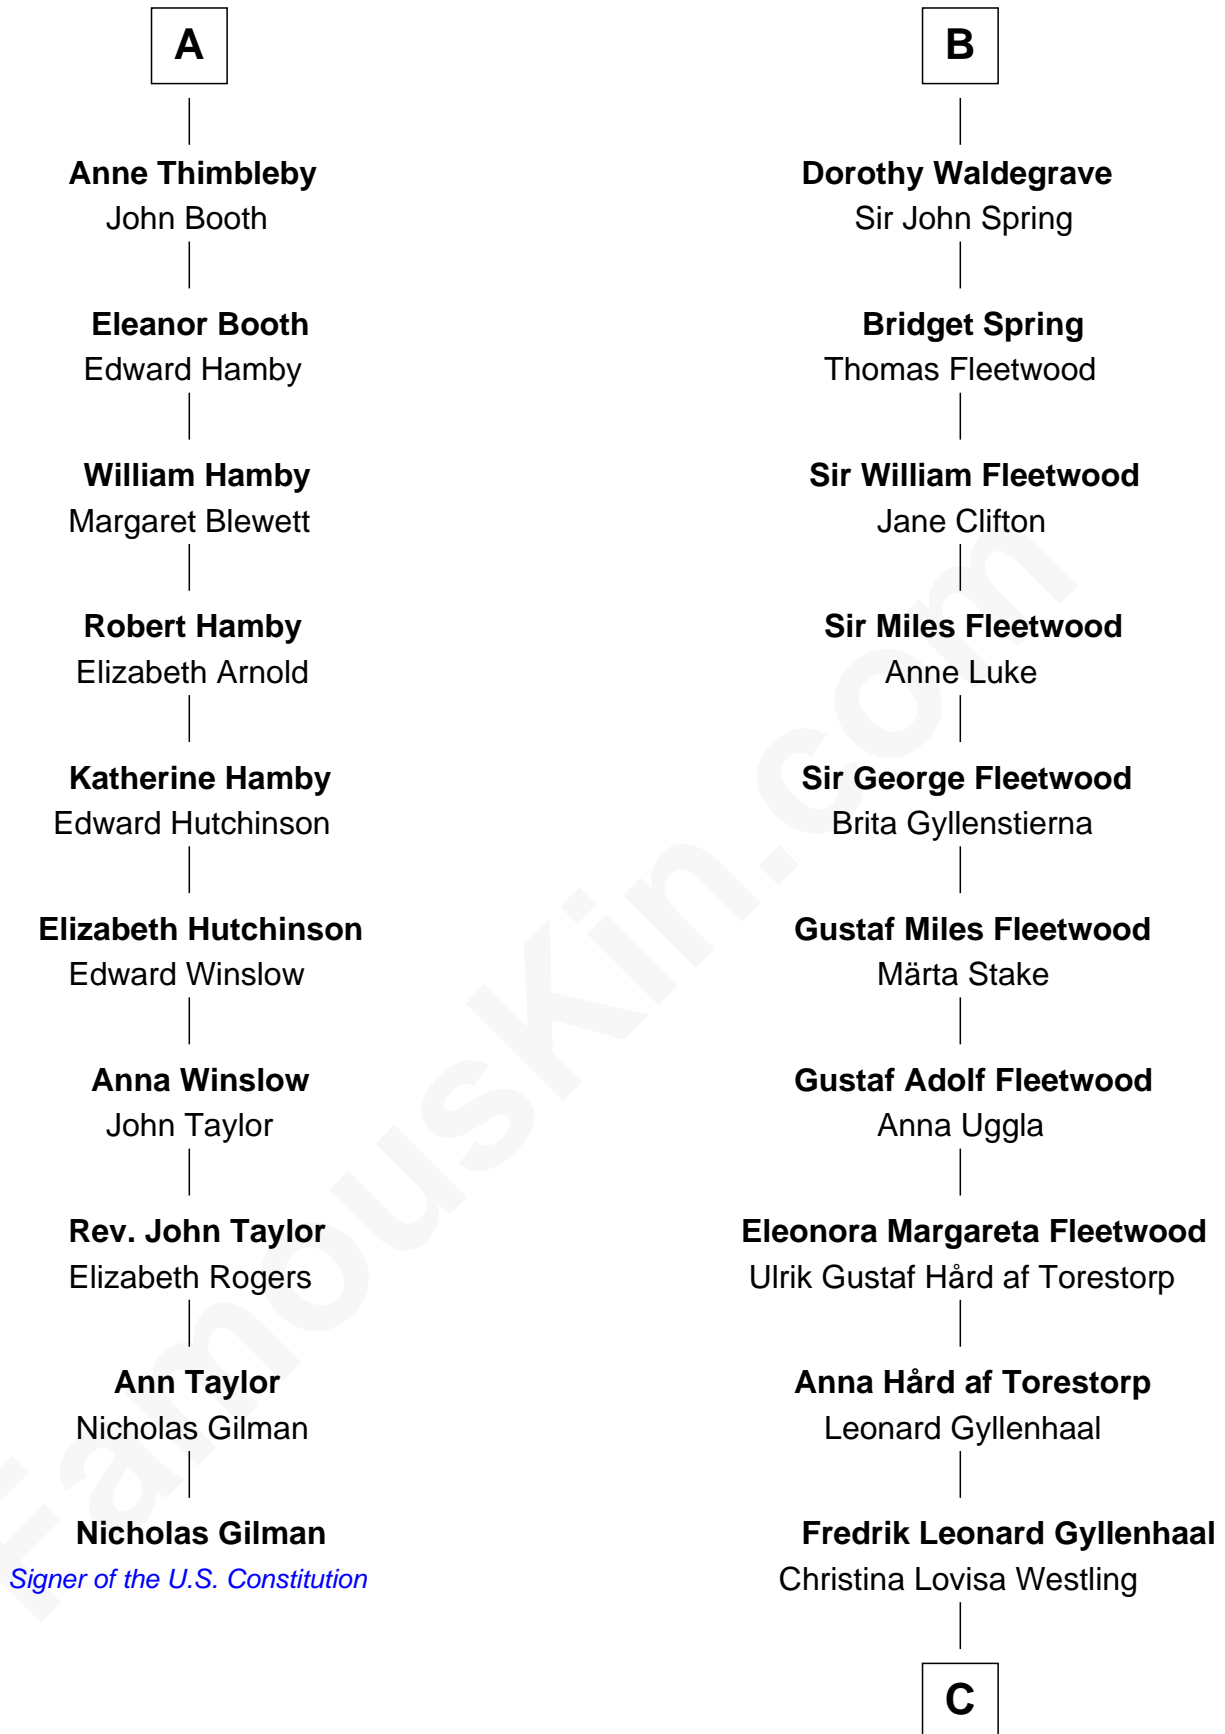 A
Anne Thimbleby
John Booth
Eleanor Booth
Edward Hamby
William Hamby
Margaret Blewett
Robert Hamby
Elizabeth Arnold
Katherine Hamby
Edward Hutchinson
Elizabeth Hutchinson
Edward Winslow
Anna Winslow
John Taylor
Rev. John Taylor
Elizabeth Rogers
Ann Taylor
Nicholas Gilman
Nicholas Gilman
Signer of the U.S. Constitution
B
Dorothy Waldegrave
Sir John Spring
Bridget Spring
Thomas Fleetwood
Sir William Fleetwood
Jane Clifton
Sir Miles Fleetwood
Anne Luke
Sir George Fleetwood
Brita Gyllenstierna
Gustaf Miles Fleetwood
Märta Stake
Gustaf Adolf Fleetwood
Anna Uggla
Eleonora Margareta Fleetwood
Ulrik Gustaf Hård af Torestorp
Anna Hård af Torestorp
Leonard Gyllenhaal
Fredrik Leonard Gyllenhaal
Christina Lovisa Westling
C
FamousKin.com